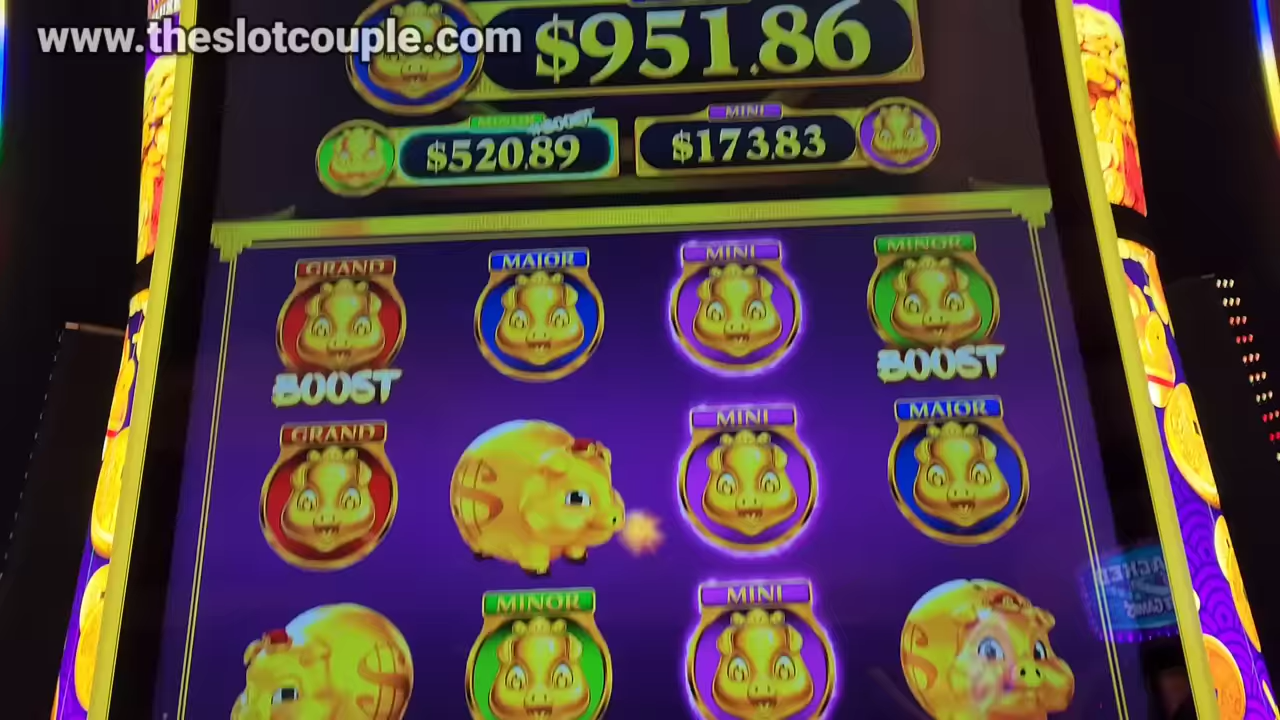 www.theslotcouple.com
$951.86
MINOR BOOST
MINI
$520.89
$173.83
GRAND
MAJOR
MINI
MINOR
BOOST
BOOST
GRAND
MINI
MAJOR
MINOR
MINI